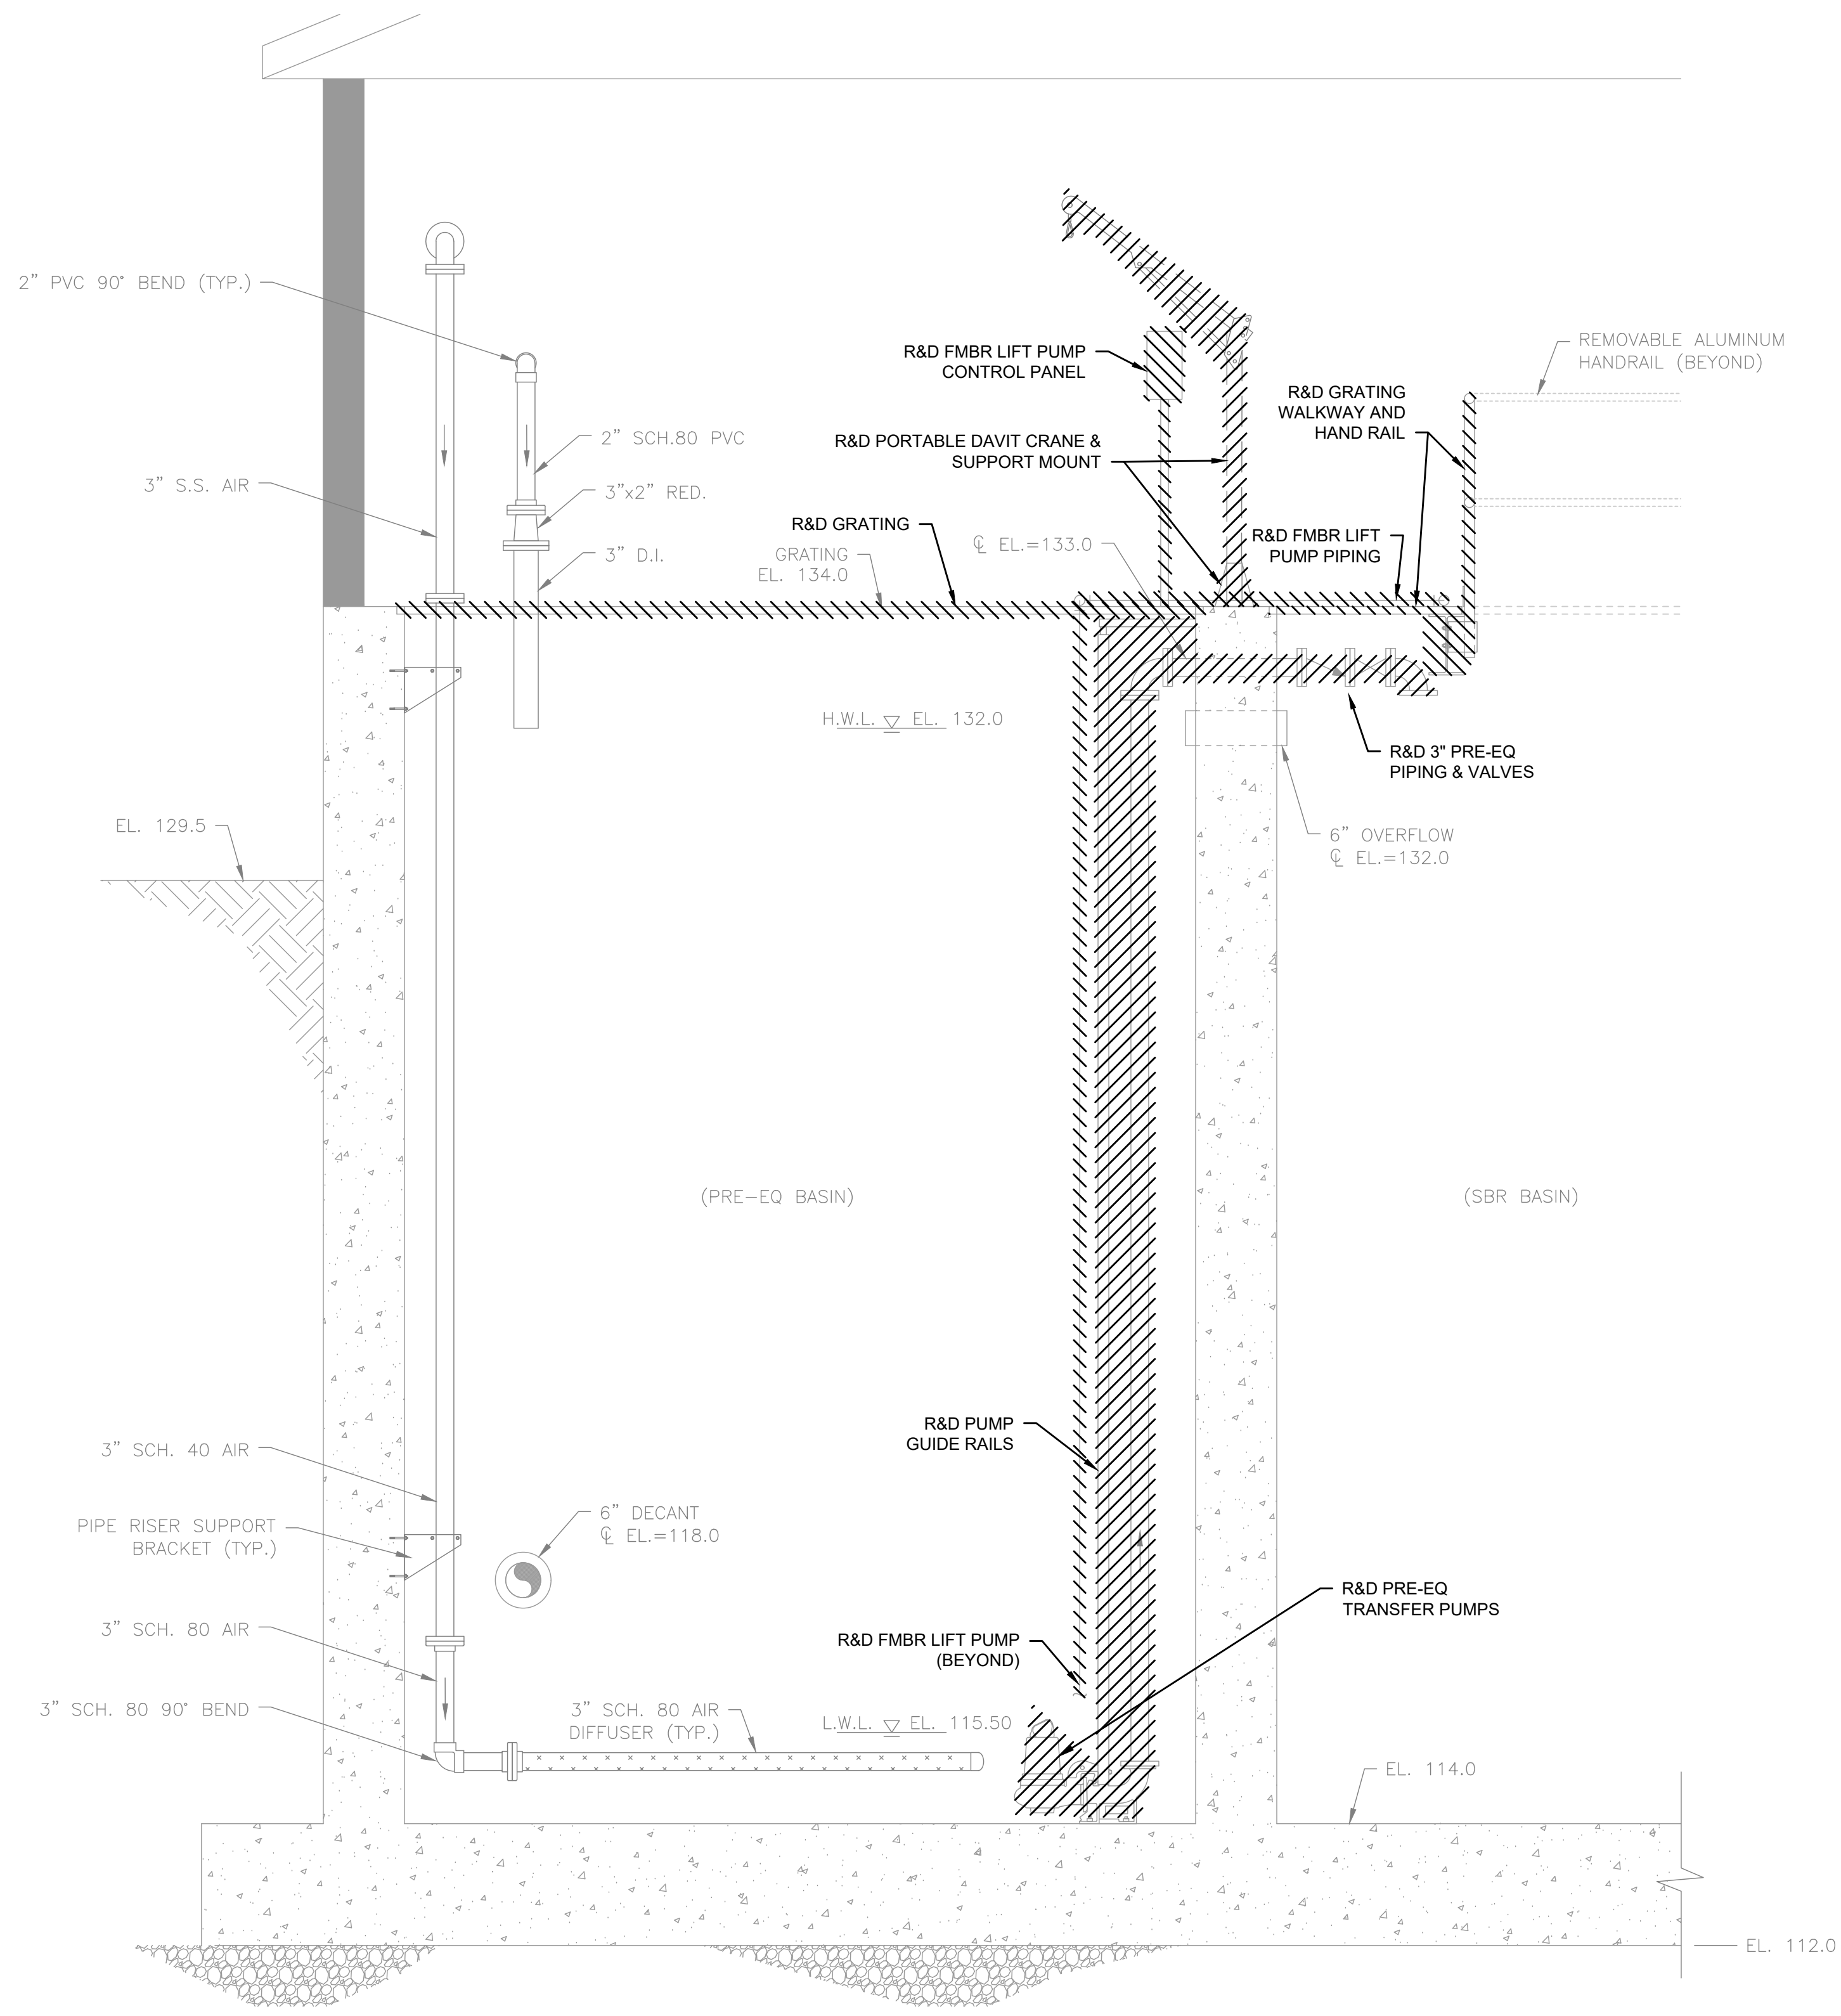 2” PVC 90° BEND (TYP.)
R&D FMBR LIFT PUMP
CONTROL PANEL
REMOVABLE ALUMINUM
HANDRAIL (BEYOND)
R&D GRATING
WALKWAY AND
HAND RAIL
2” SCH.80 PVC
R&D PORTABLE DAVIT CRANE &
SUPPORT MOUNT
3” S.S. AIR
3”x2” RED.
R&D GRATING
3” D.I.
GRATING
EL. 134.0
℄ EL.=133.0
R&D FMBR LIFT
PUMP PIPING
H.W.L. ▽ EL. 132.0
R&D 3" PRE-EQ
PIPING & VALVES
EL. 129.5
6” OVERFLOW
℄ EL.=132.0
(PRE-EQ BASIN)
(SBR BASIN)
R&D PUMP
GUIDE RAILS
3” SCH. 40 AIR
PIPE RISER SUPPORT
BRACKET (TYP.)
6” DECANT
℄ EL.=118.0
R&D PRE-EQ
TRANSFER PUMPS
3” SCH. 80 AIR
R&D FMBR LIFT PUMP
(BEYOND)
3” SCH. 80 90° BEND
3” SCH. 80 AIR
DIFFUSER (TYP.)
L.W.L. ▽ EL. 115.50
EL. 114.0
EL. 112.0